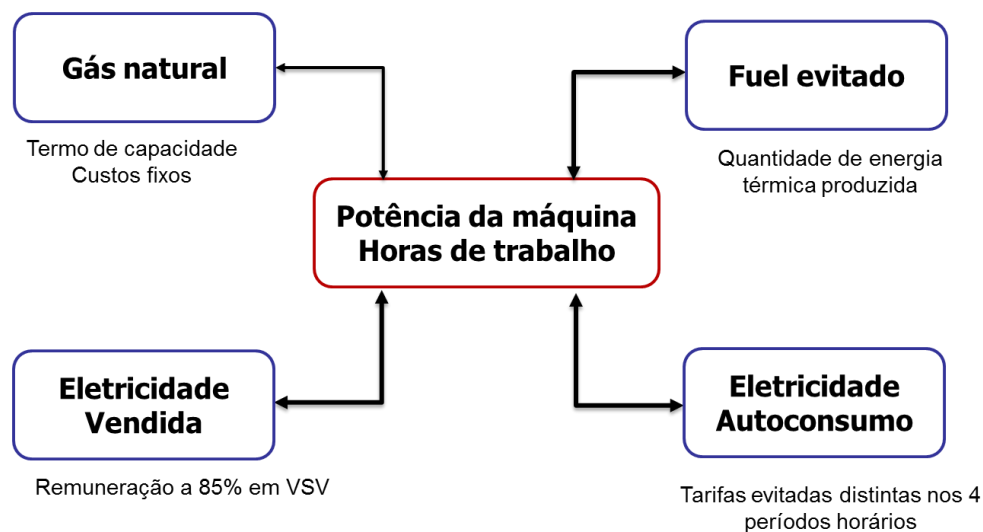 Gás natural
Termo de capacidade
Custos fixos
Fuel evitado
Quantidade de energia
térmica produzida
Potência da máquina
Horas de trabalho
Eletricidade
Vendida
Remuneração a 85% em VSV
Eletricidade
Autoconsumo
Tarifas evitadas distintas nos 4
períodos horários